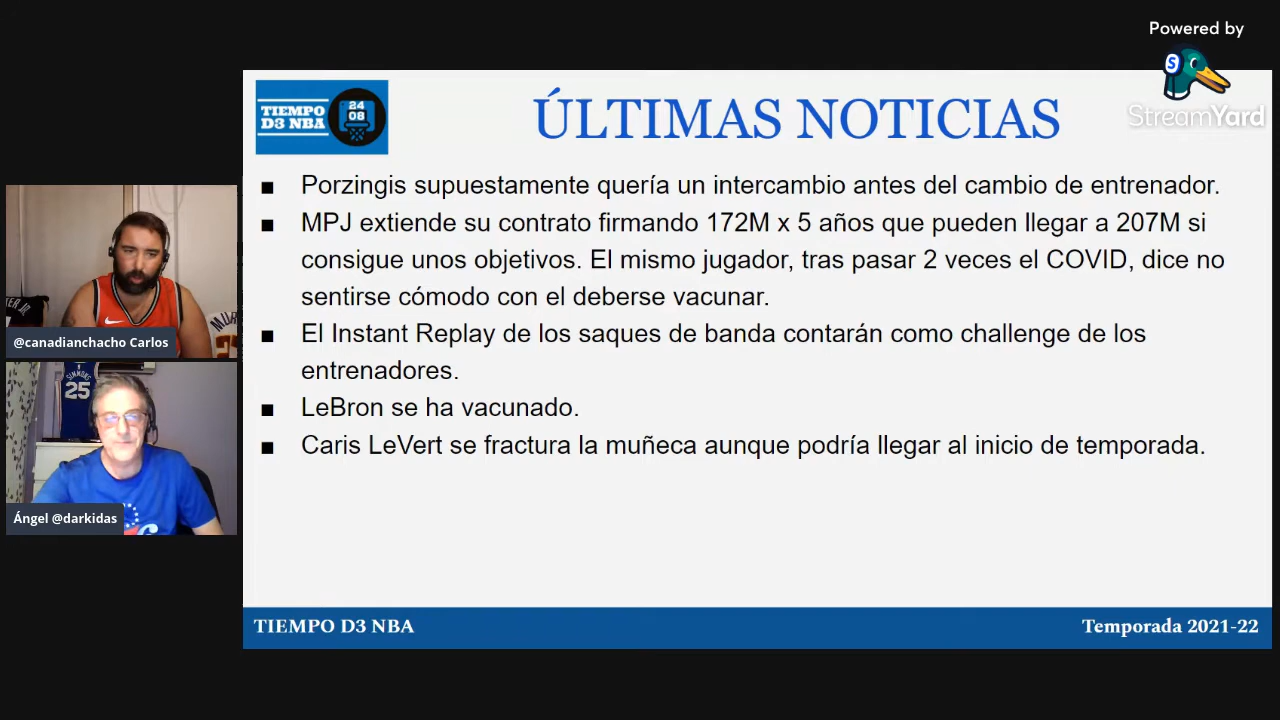 Powered by
StreamYard
TIEMPO
D3 NBA
24
08
ÚLTIMAS NOTICIAS
■ Porzingis supuestamente quería un intercambio antes del cambio de entrenador.
■ MPJ extiende su contrato firmando 172M x 5 años que pueden llegar a 207M si
consigue unos objetivos. El mismo jugador, tras pasar 2 veces el COVID, dice no
sentirse cómodo con el deberse vacunar.
■ El Instant Replay de los saques de banda contarán como challenge de los
entrenadores.
■ LeBron se ha vacunado.
■ Caris LeVert se fractura la muñeca aunque podría llegar al inicio de temporada.
@canadianchacho Carlos
SIMMONS
25
Ángel @darkidas
TIEMPO D3 NBA
Temporada 2021-22